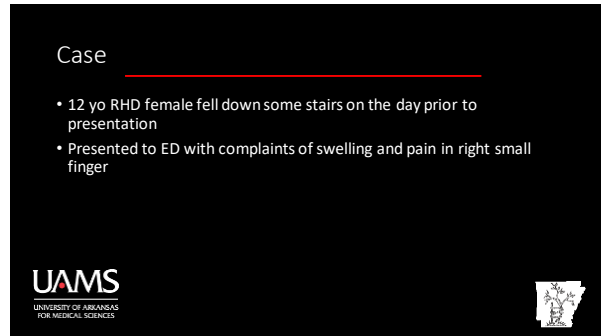 Case
• 12 yo RHD female fell down some stairs on the day prior to
presentation
• Presented to ED with complaints of swelling and pain in right small
finger
UAMS
UNIVERSITY OF ARKANSAS
FOR MEDICAL SCIENCES